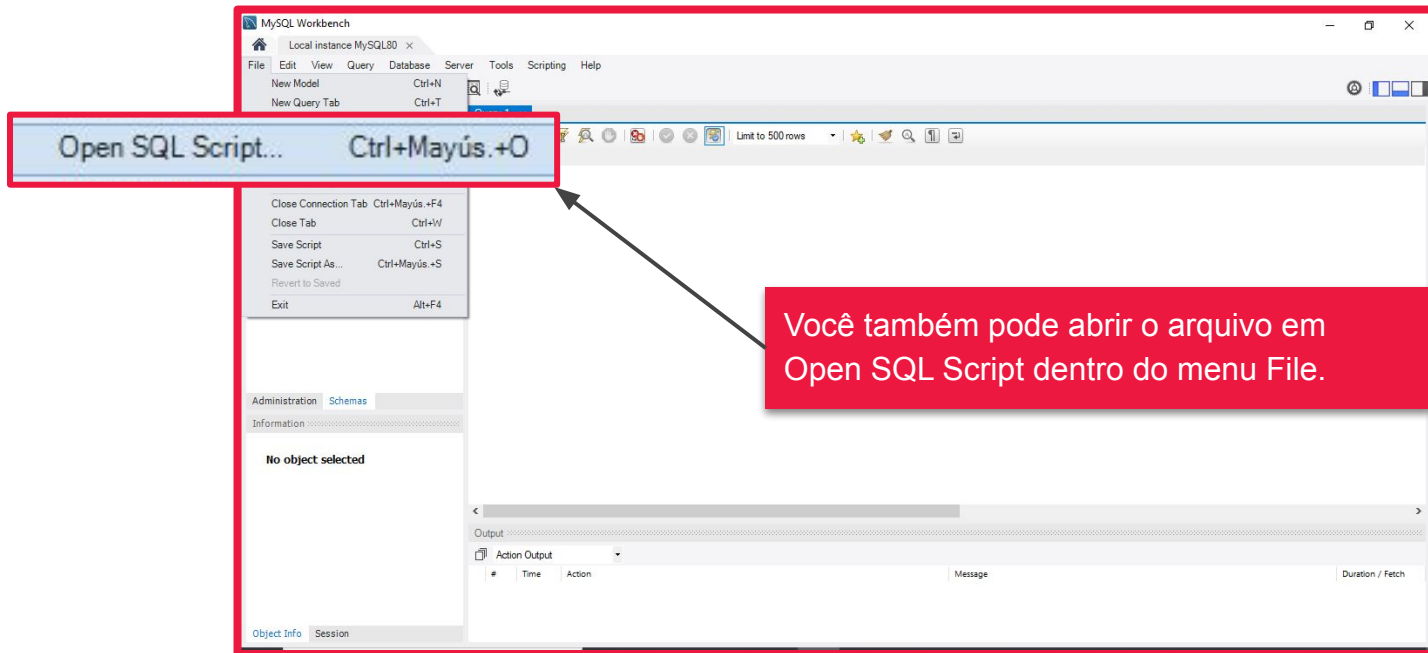 MySQL Workbench
Local instance MySQL80
File Edit View Query Database Server Tools Scripting Help
New Model Ctrl+N
New Query Tab Ctrl+T
Open SQL Script... Ctrl+Mayús.+O
Limit to 500 rows
Close Connection Tab Ctrl+Mayús.+F4
Close Tab Ctrl+W
Save Script Ctrl+S
Save Script As... Ctrl+Mayús.+S
Revert to Saved
Exit Alt+F4
Você também pode abrir o arquivo em
Open SQL Script dentro do menu File.
Administration Schemas
Information
No object selected
Output
Action Output
# Time Action Message Duration / Fetch
Object Info Session